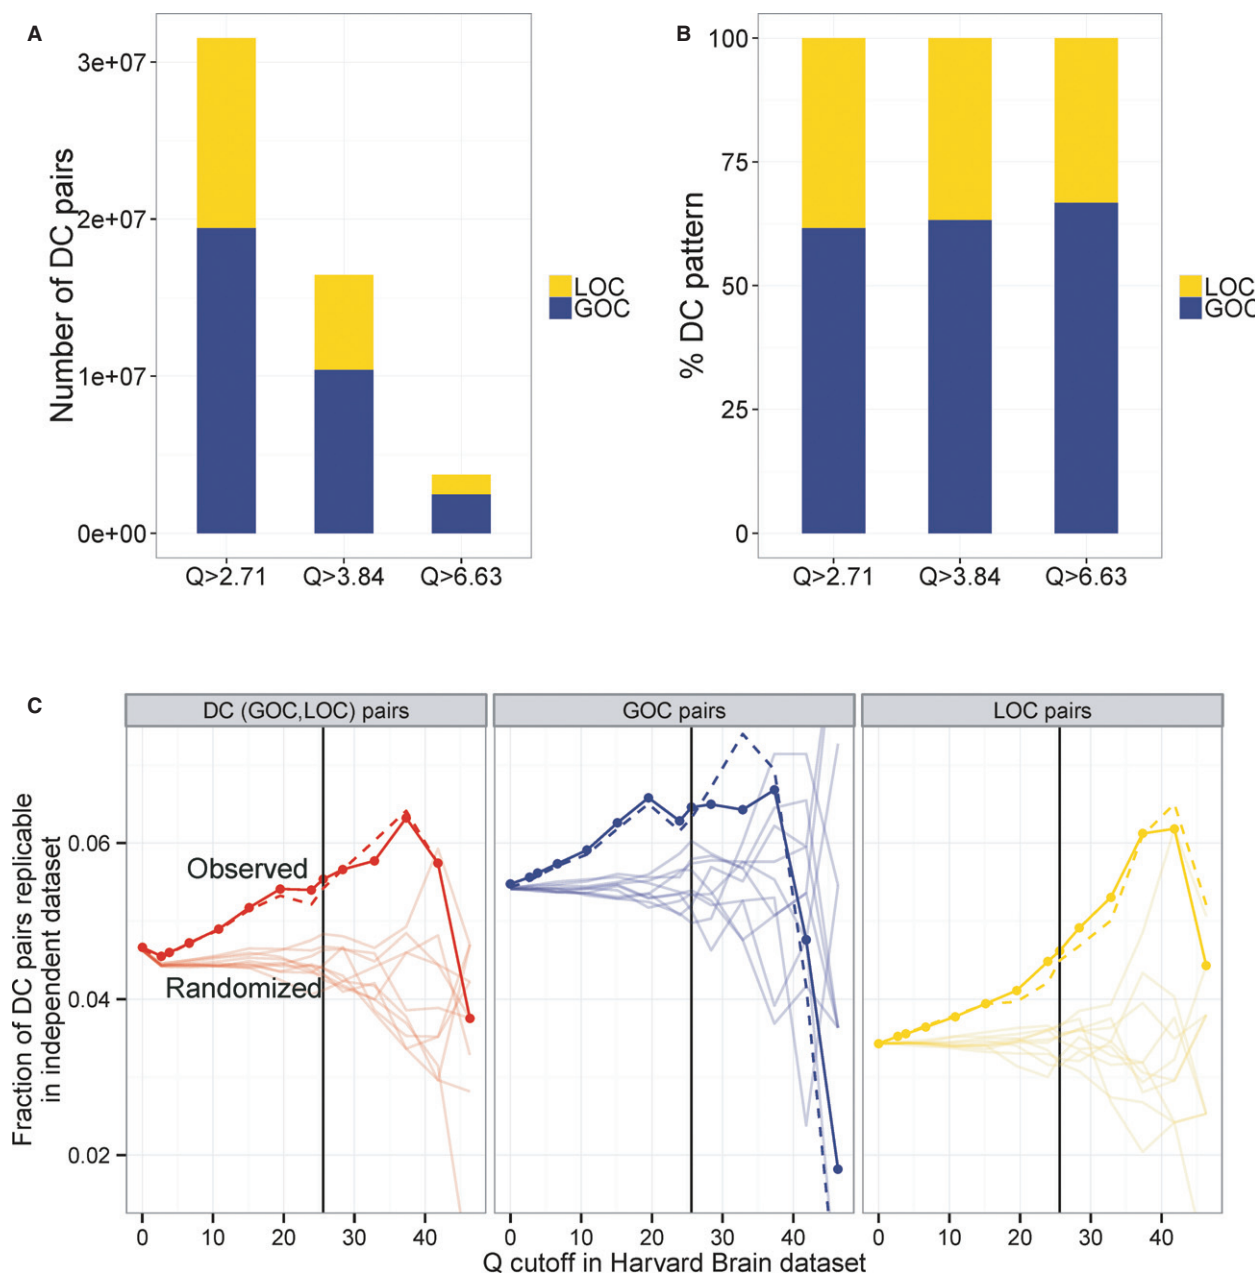 A
Number of DC pairs
3e+07
2e+07
1e+07
0e+00
Q>2.71
Q>3.84
Q>6.63
LOC
GOC
B
% DC pattern
100
75
50
25
0
Q>2.71
Q>3.84
Q>6.63
LOC
GOC
C
DC (GOC,LOC) pairs
GOC pairs
LOC pairs
Fraction of DC pairs replicable
in independent dataset
0.06
0.04
0.02
Observed
Randomized
0 10 20 30 40
0 10 20 30 40
0 10 20 30 40
Q cutoff in Harvard Brain dataset